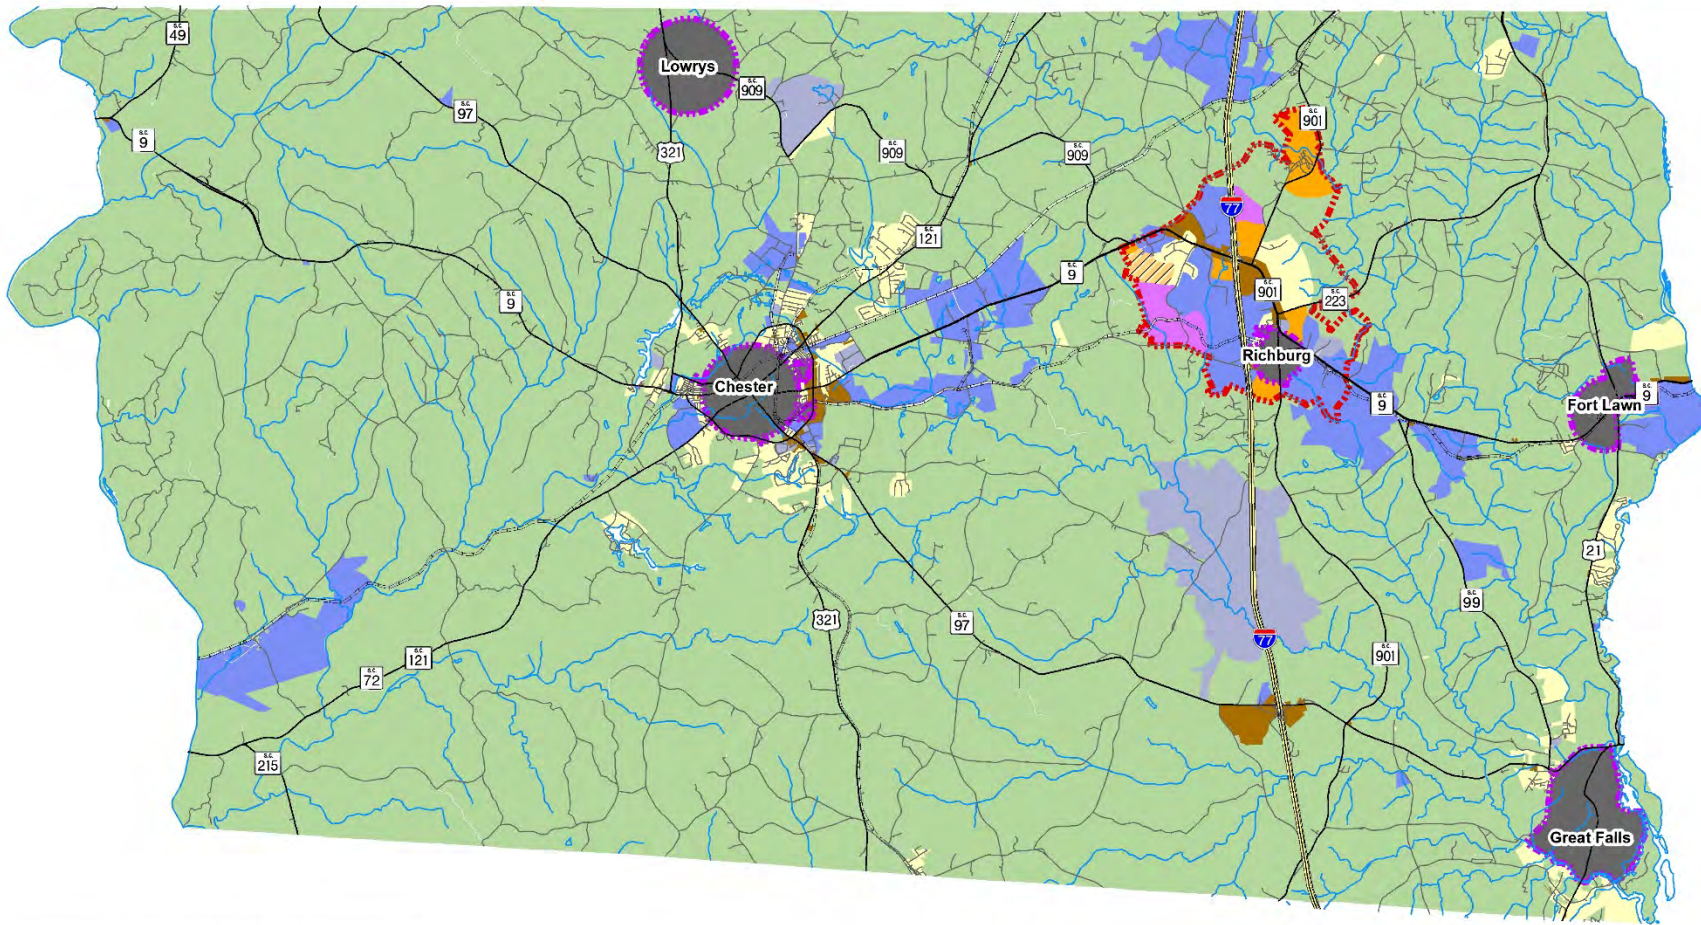 S.C.
49
Lowrys
S.C.
909
S.C.
97
S.C.
901
S.C.
9
321
S.C.
909
S.C.
909
77
S.C.
121
S.C.
9
S.C.
9
S.C.
901
S.C.
223
Richburg
Chester
S.C.
9
Fort Lawn
S.C.
9
21
S.C.
99
321
S.C.
97
77
S.C.
121
S.C.
72
S.C.
901
S.C.
215
Great Falls